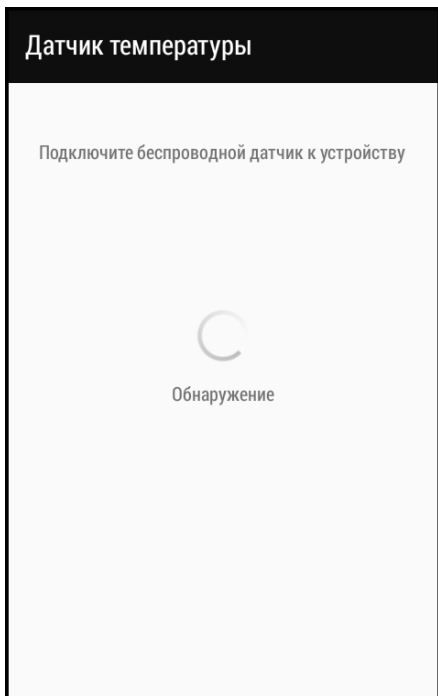 Датчик температуры
Подключите беспроводной датчик к устройству
Обнаружение